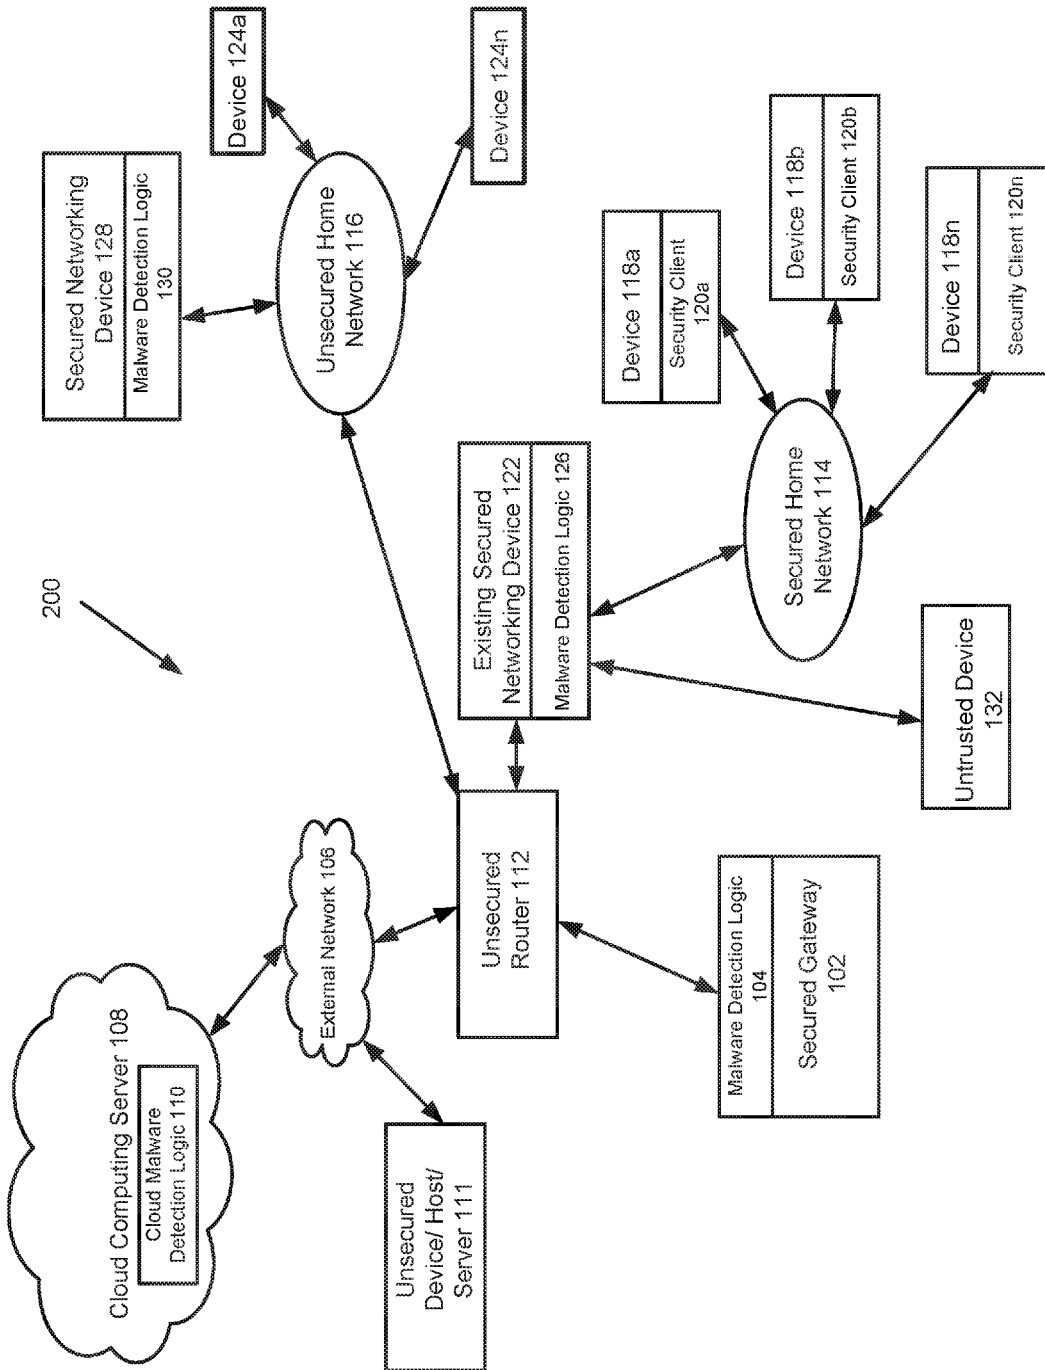 200
Cloud Computing Server 108
Cloud Malware
Detection Logic 110
External Network 106
Unsecured
Device/ Host/
Server 111
Unsecured
Router 112
Malware Detection Logic
104
Secured Gateway
102
Existing Secured
Networking Device 122
Malware Detection Logic 126
Untrusted Device
132
Secured Networking
Device 128
Malware Detection Logic
130
Unsecured Home
Network 116
Device 124a
Device 124n
Secured Home
Network 114
Device 118a
Security Client
120a
Device 118b
Security Client 120b
Device 118n
Security Client 120n